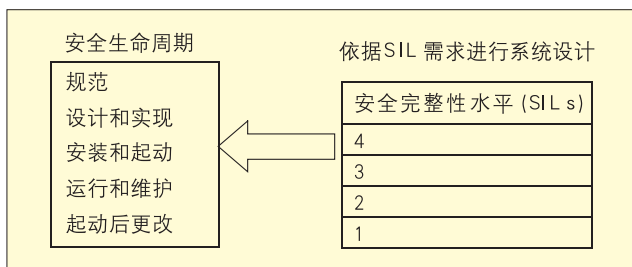 安全生命周期
规范
设计和实现
安装和起动
运行和维护
起动后更改
依据SIL 需求进行系统设计
安全完整性水平 (SILs)
4
3
2
1